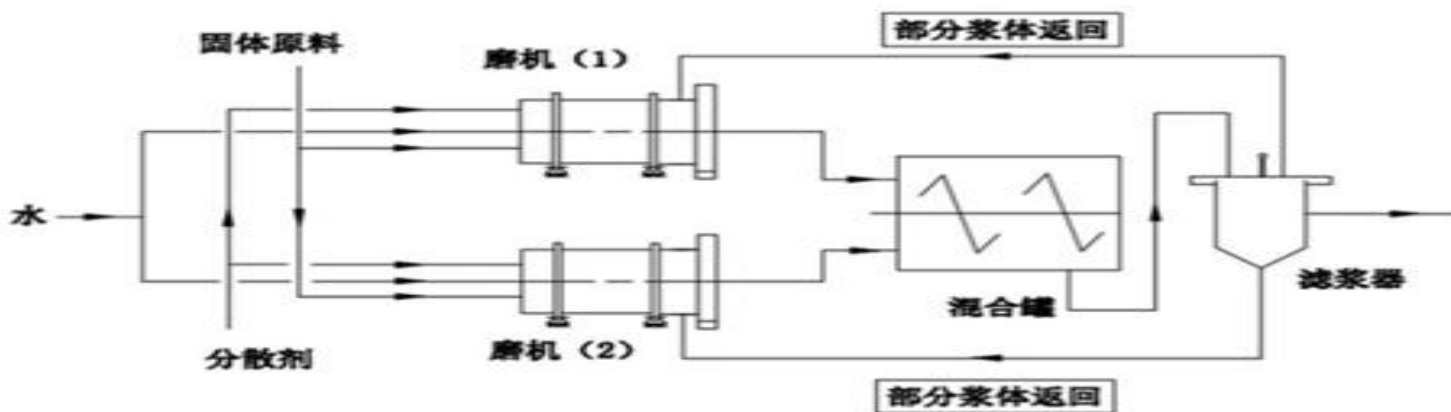 部分浆体返回
固体原料
磨机（1）
水
滤浆器
混合罐
磨机（2）
分散剂
部分浆体返回